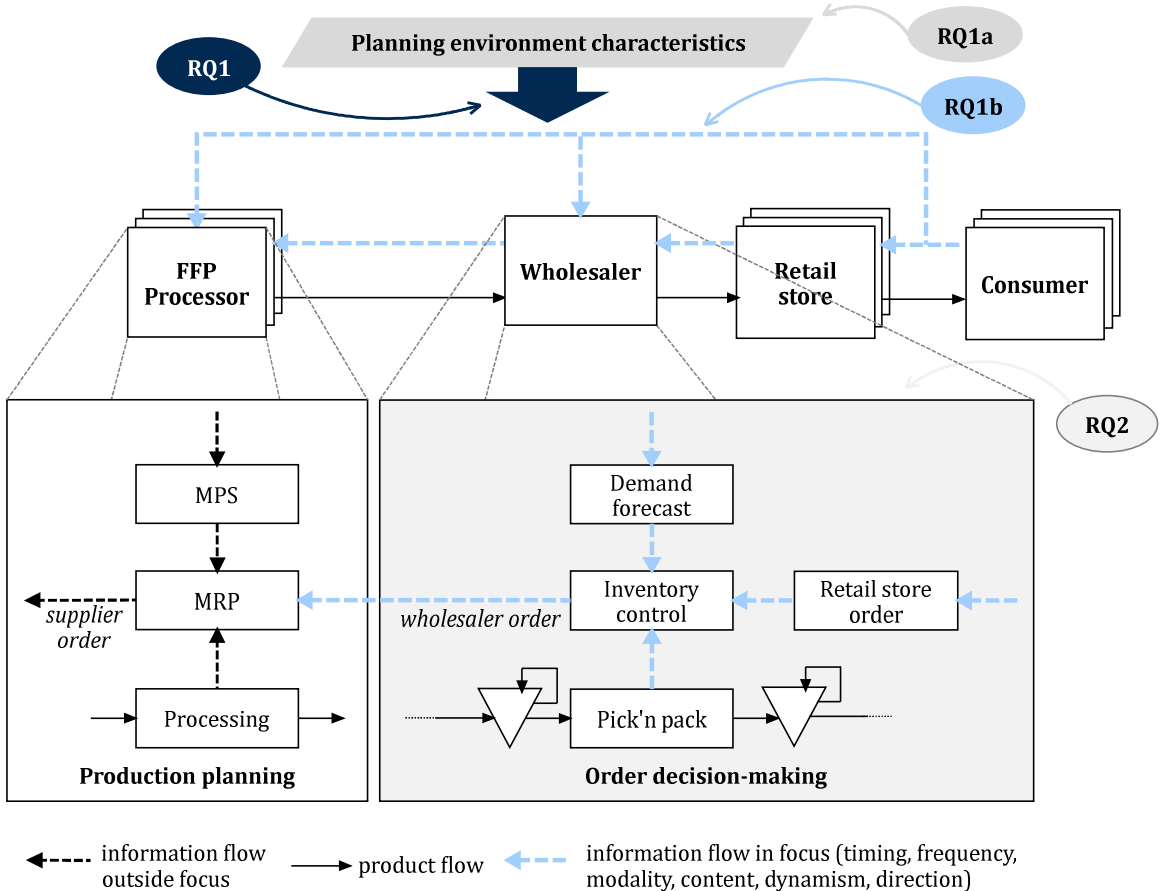 Planning environment characteristics
RQ1a
RQ1
RQ1b
FFP
Processor
Wholesaler
Retail
store
Consumer
RQ2
MPS
MRP
supplier
order
Processing
Production planning
Demand
forecast
Inventory
control
Retail store
order
wholesaler order
Pick'n pack
Order decision-making
information flow
outside focus
product flow
information flow in focus (timing, frequency,
modality, content, dynamism, direction)